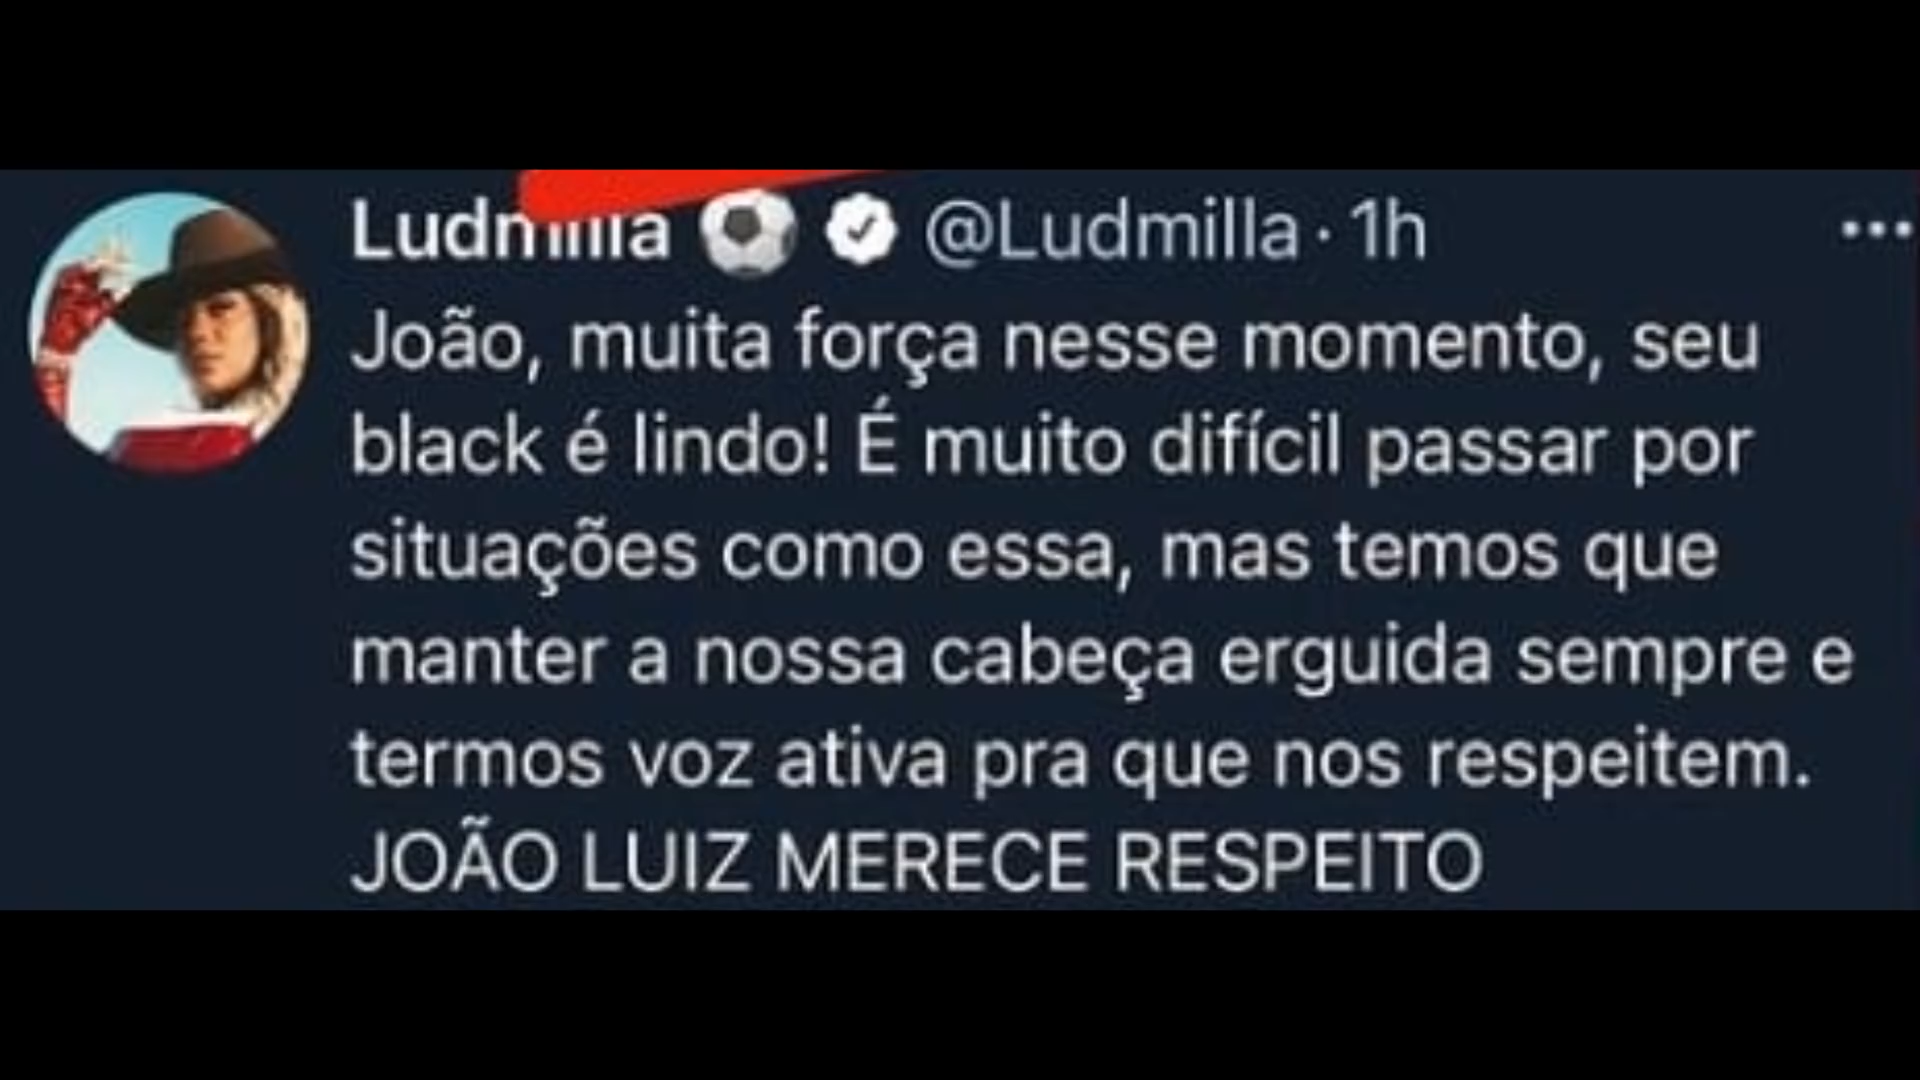 Ludmilla @Ludmilla · 1h
João, muita força nesse momento, seu
black é lindo! É muito difícil passar por
situações como essa, mas temos que
manter a nossa cabeça erguida sempre e
termos voz ativa pra que nos respeitem.
JOÃO LUIZ MERECE RESPEITO